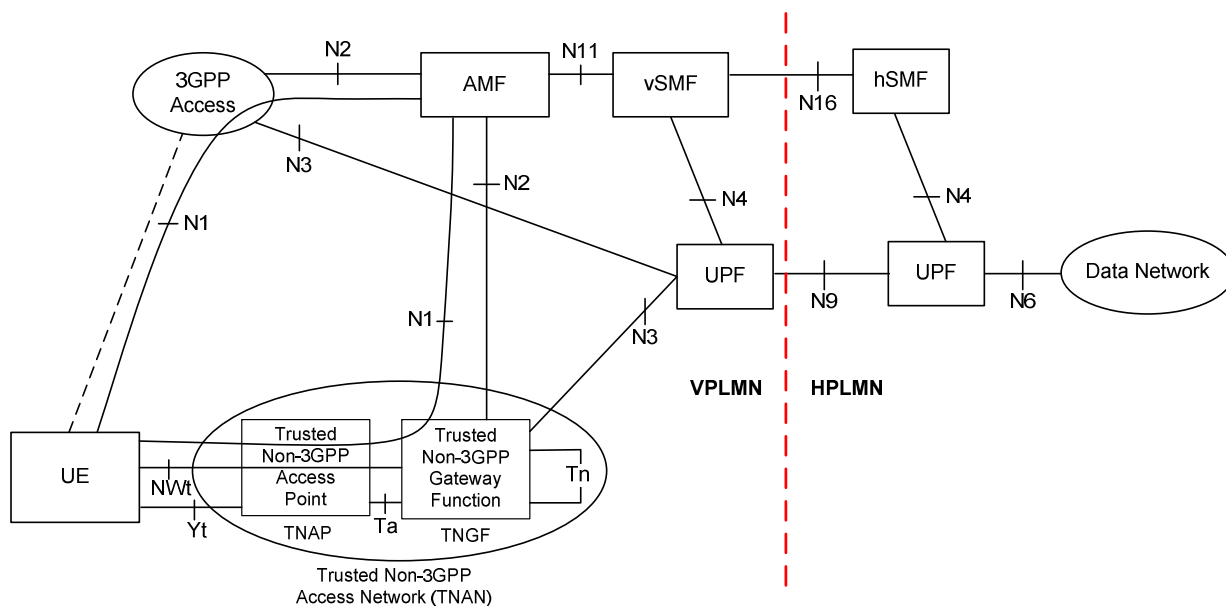 N2
N11
3GPP
Access
AMF
vSMF
hSMF
N16
N3
N2
N1
N4
N4
UPF
UPF
Data Network
N9
N6
N1
N3
VPLMN
HPLMN
UE
Trusted
Non-3GPP
Access
Point
Trusted
Non-3GPP
Gateway
Function
Tn
NWt
Yt
Ta
TNAP
TNGF
Trusted Non-3GPP
Access Network (TNAN)